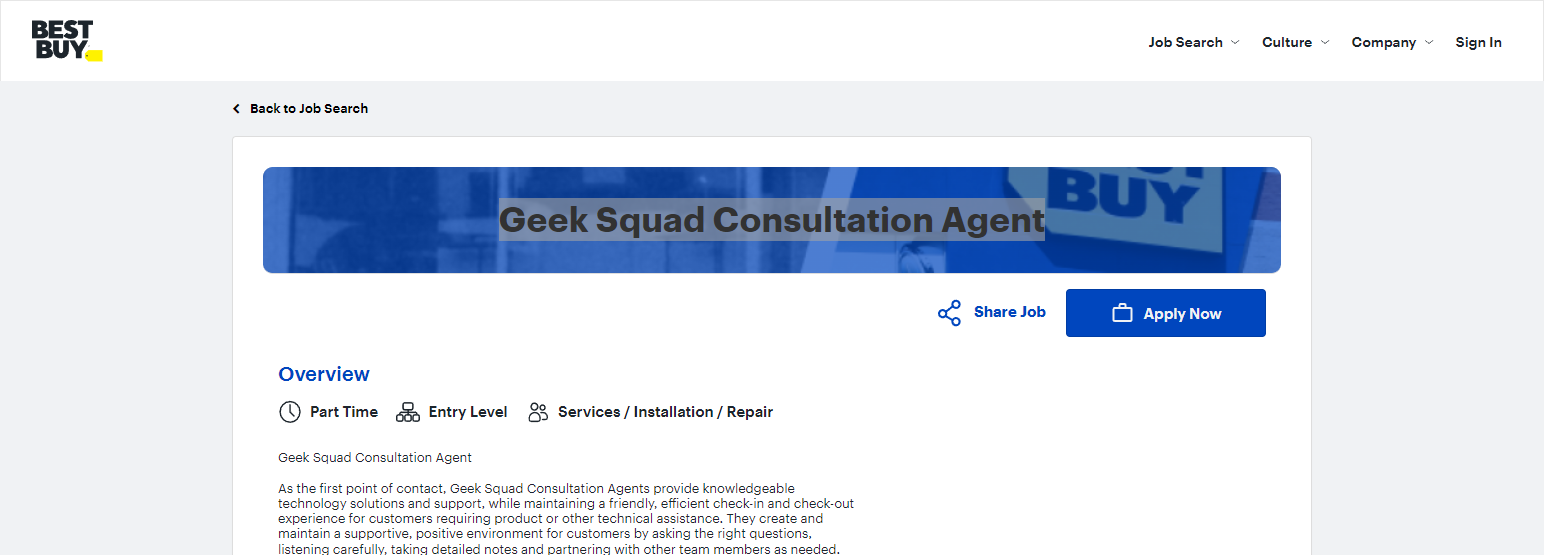 BEST
BUY
Job Search
Culture
Company
Sign In
Back to Job Search
BUY
Geek Squad Consultation Agent
Share Job
Apply Now
Overview
Part Time
Entry Level
Services / Installation / Repair
Geek Squad Consultation Agent
As the first point of contact, Geek Squad Consultation Agents provide knowledgeable
technology solutions and support, while maintaining a friendly, efficient check-in and check-out
experience for customers requiring product or other technical assistance. They create and
maintain a supportive, positive environment for customers by asking the right questions,
listening carefully, taking detailed notes and partnering with other team members as needed.